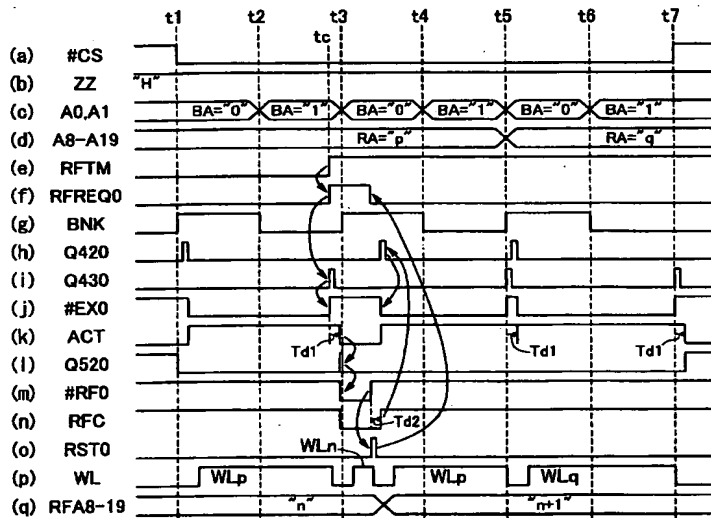 t1 t2 t3 t4 t5 t6 t7
tc
(a) #CS
(b) ZZ "H"
(c) A0,A1 BA="0" BA="1" BA="0" BA="1" BA="0" BA="1"
(d) A8-A19 RA="p" RA="q"
(e) RFTM
(f) RFREQ0
(g) BNK
(h) Q420
(i) Q430
(j) #EX0
(k) ACT
Td1 Td1 Td1
(l) Q520
(m) #RF0
(n) RFC Td2
(o) RST0
WLn
(p) WL WLp WLp WLq
(q) RFA8-19 "n" "n+1"